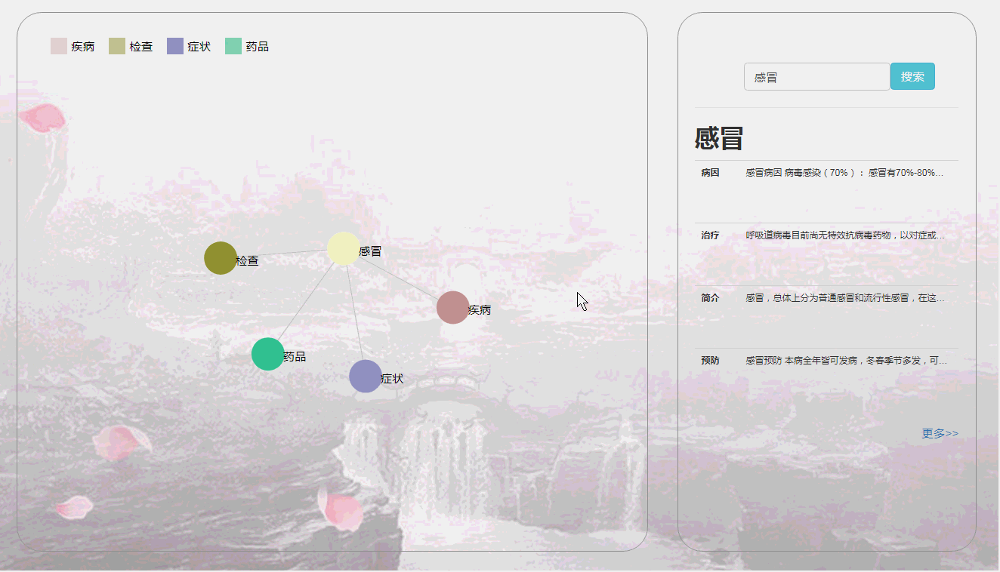 疾病 检查 症状 药品
检查
感冒
疾病
药品
症状
感冒 搜索
感冒
病因 感冒病因 病毒感染（70%）：感冒有70%-80%...
治疗 呼吸道病毒目前尚无特效抗病毒药物，以对症或...
简介 感冒，总体上分为普通感冒和流行性感冒，在这...
预防 感冒预防 本病全年皆可发病，冬春季节多发，可...
更多>>